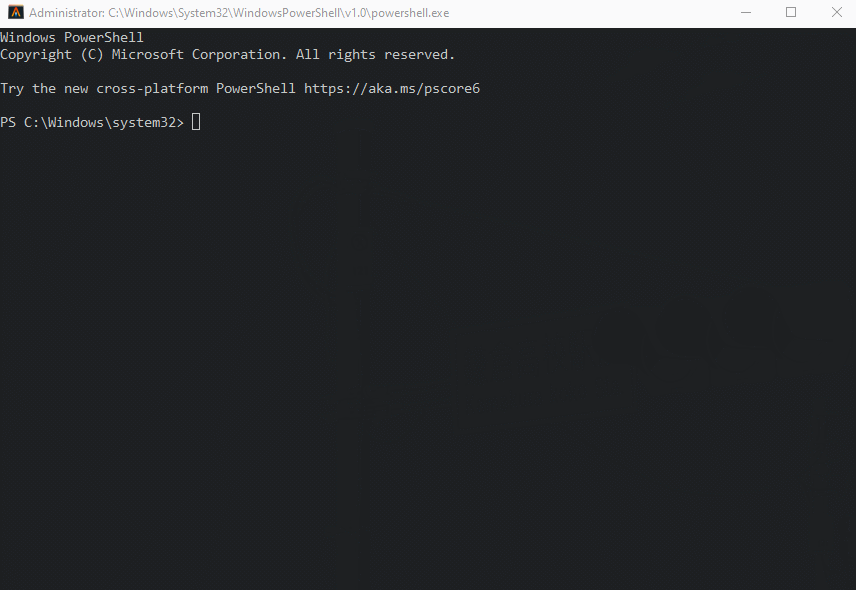 Administrator: C:\Windows\System32\WindowsPowerShell\v1.0\powershell.exe
Windows PowerShell
Copyright (C) Microsoft Corporation. All rights reserved.
Try the new cross-platform PowerShell https://aka.ms/pscore6
PS C:\Windows\system32>